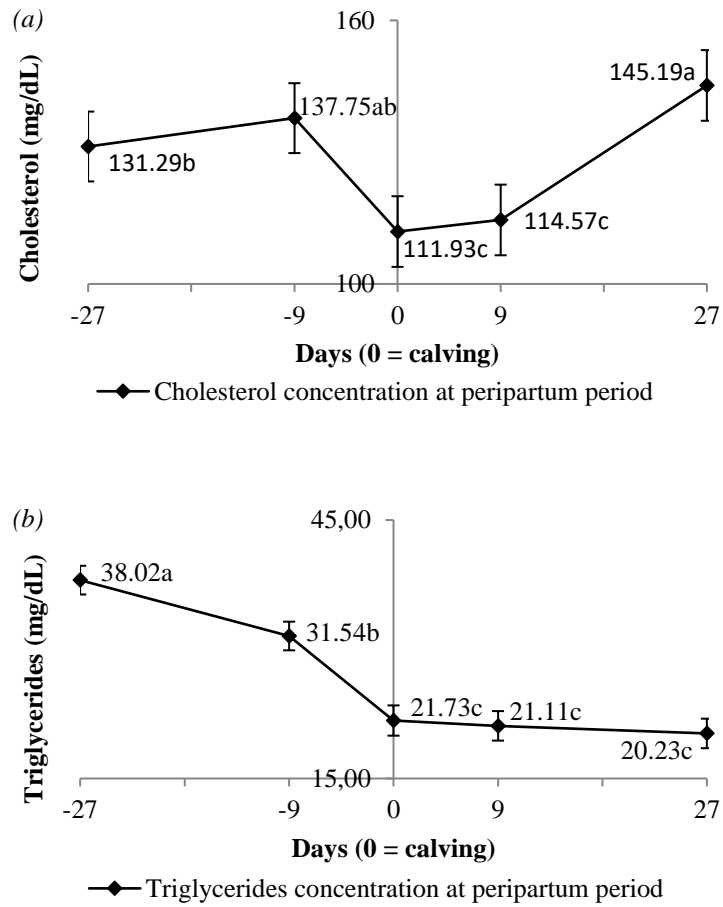 (a)
160
145.19a
137.75ab
131.29b
114.57c
111.93c
Cholesterol (mg/dL)
100
-27
-9
0
9
27
Days (0 = calving)
Cholesterol concentration at peripartum period
(b)
45,00
38.02a
31.54b
21.73c
21.11c
20.23c
Triglycerides (mg/dL)
15,00
-27
-9
0
9
27
Days (0 = calving)
Triglycerides concentration at peripartum period